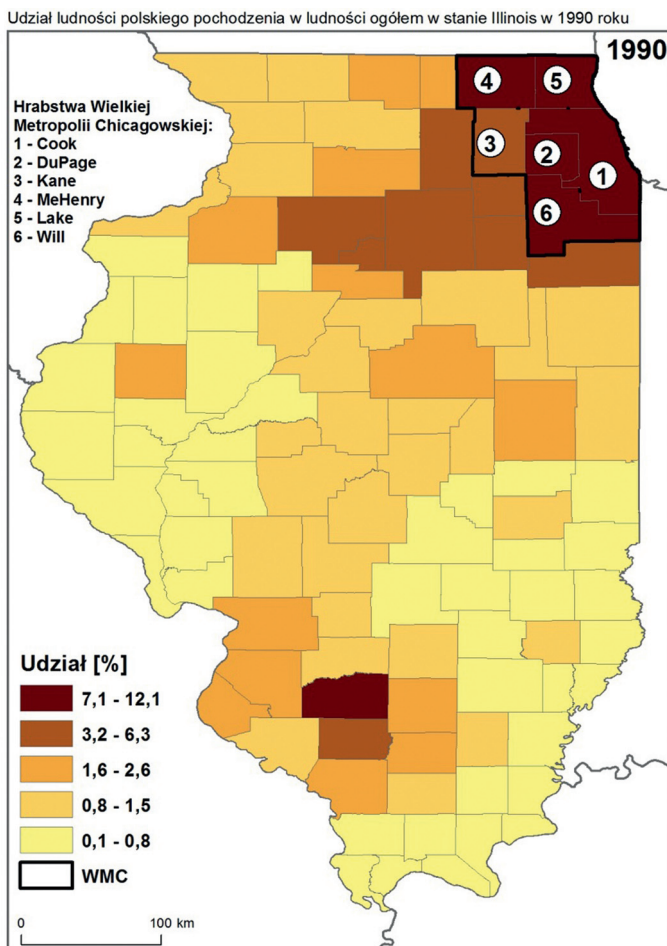 Udział ludności polskiego pochodzenia w ludności ogółem w stanie Illinois w 1990 roku
1990
Hrabstwa Wielkiej
Metropolii Chicagowskiej:
1 - Cook
2 - DuPage
3 - Kane
4 - MeHenry
5 - Lake
6 - Will
4
5
3
2
1
6
Udział [%]
7,1 - 12,1
3,2 - 6,3
1,6 - 2,6
0,8 - 1,5
0,1 - 0,8
WMC
0 100 km